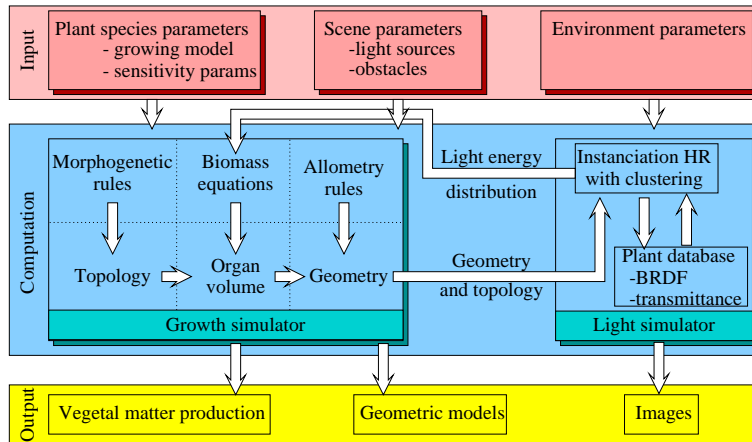 Input
Plant species parameters
- growing model
- sensitivity params
Scene parameters
-light sources
-obstacles
Environment parameters
Computation
Morphogenetic
rules
Biomass
equations
Allometry
rules
Topology
Organ
volume
Geometry
Growth simulator
Light energy
distribution
Geometry
and topology
Instanciation HR
with clustering
Plant database
-BRDF
-transmittance
Light simulator
Output
Vegetal matter production
Geometric models
Images